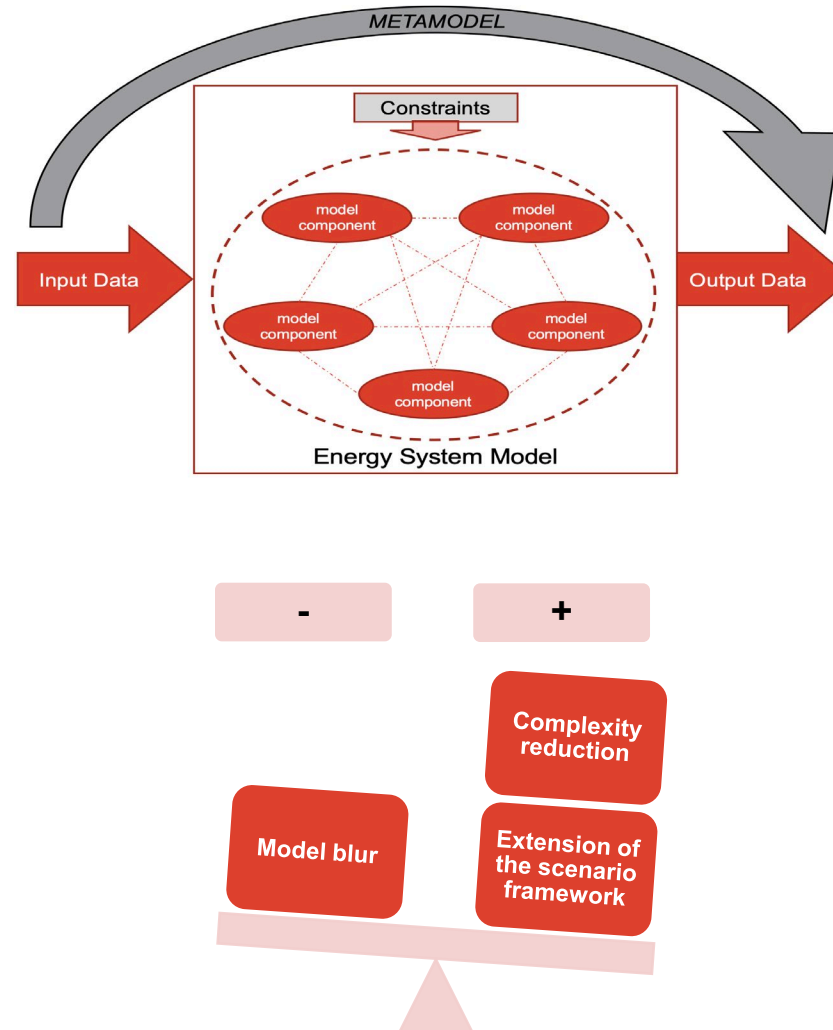 METAMODEL
Constraints
model
component
model
component
Input Data
Output Data
model
component
model
component
model
component
Energy System Model
-
+
Complexity
reduction
Model blur
Extension of
the scenario
framework